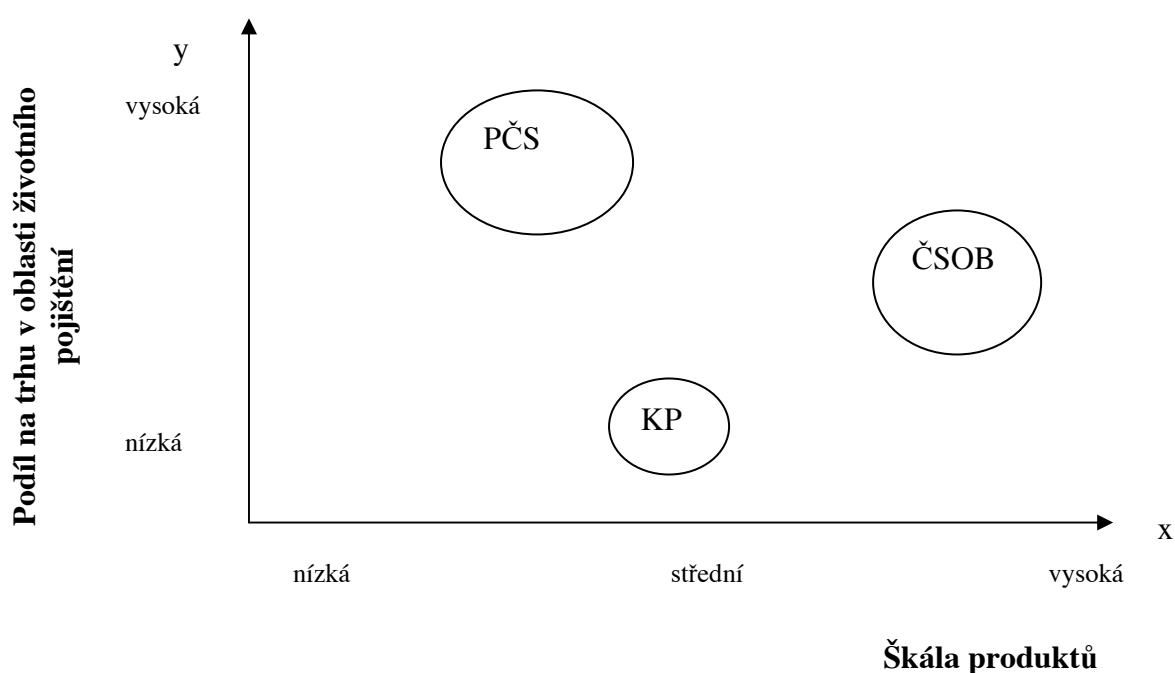 y
vysoká
PČS
Podíl na trhu v oblasti životního
pojištění
ČSOB
KP
nízká
x
nízká
střední
vysoká
Škála produktů